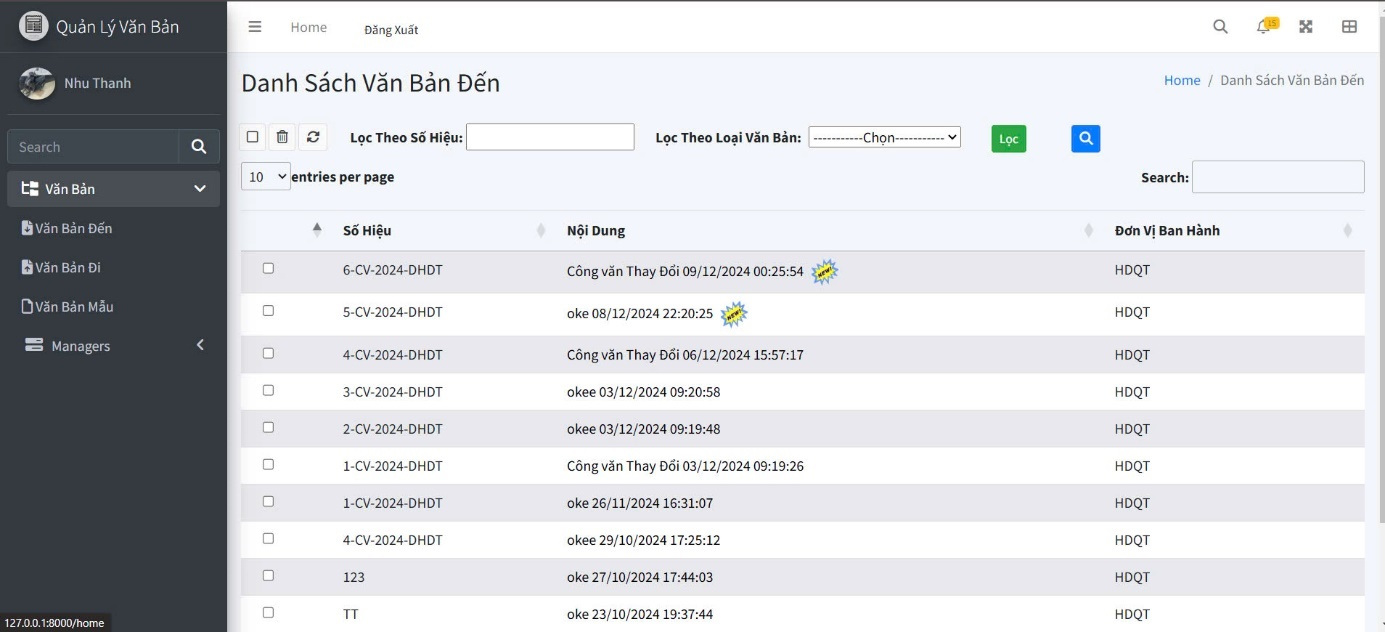 Quản Lý Văn Bản
Home
Đăng Xuất
15
Nhu Thanh
Danh Sách Văn Bản Đến
Home / Danh Sách Văn Bản Đến
Search
Lọc Theo Số Hiệu:
Lọc Theo Loại Văn Bản: ----------Chọn-----------
Lọc
10 entries per page
Search:
Văn Bản
Văn Bản Đến
Văn Bản Đi
Văn Bản Mẫu
Managers
Số Hiệu Nội Dung Đơn Vị Ban Hành
6-CV-2024-DHDT Công văn Thay Đổi 09/12/2024 00:25:54 NEW! HDQT
5-CV-2024-DHDT oke 08/12/2024 22:20:25 NEW! HDQT
4-CV-2024-DHDT Công văn Thay Đổi 06/12/2024 15:57:17 HDQT
3-CV-2024-DHDT okee 03/12/2024 09:20:58 HDQT
2-CV-2024-DHDT okee 03/12/2024 09:19:48 HDQT
1-CV-2024-DHDT Công văn Thay Đổi 03/12/2024 09:19:26 HDQT
1-CV-2024-DHDT oke 26/11/2024 16:31:07 HDQT
4-CV-2024-DHDT okee 29/10/2024 17:25:12 HDQT
123 oke 27/10/2024 17:44:03 HDQT
TT oke 23/10/2024 19:37:44 HDQT
127.0.0.1:8000/home